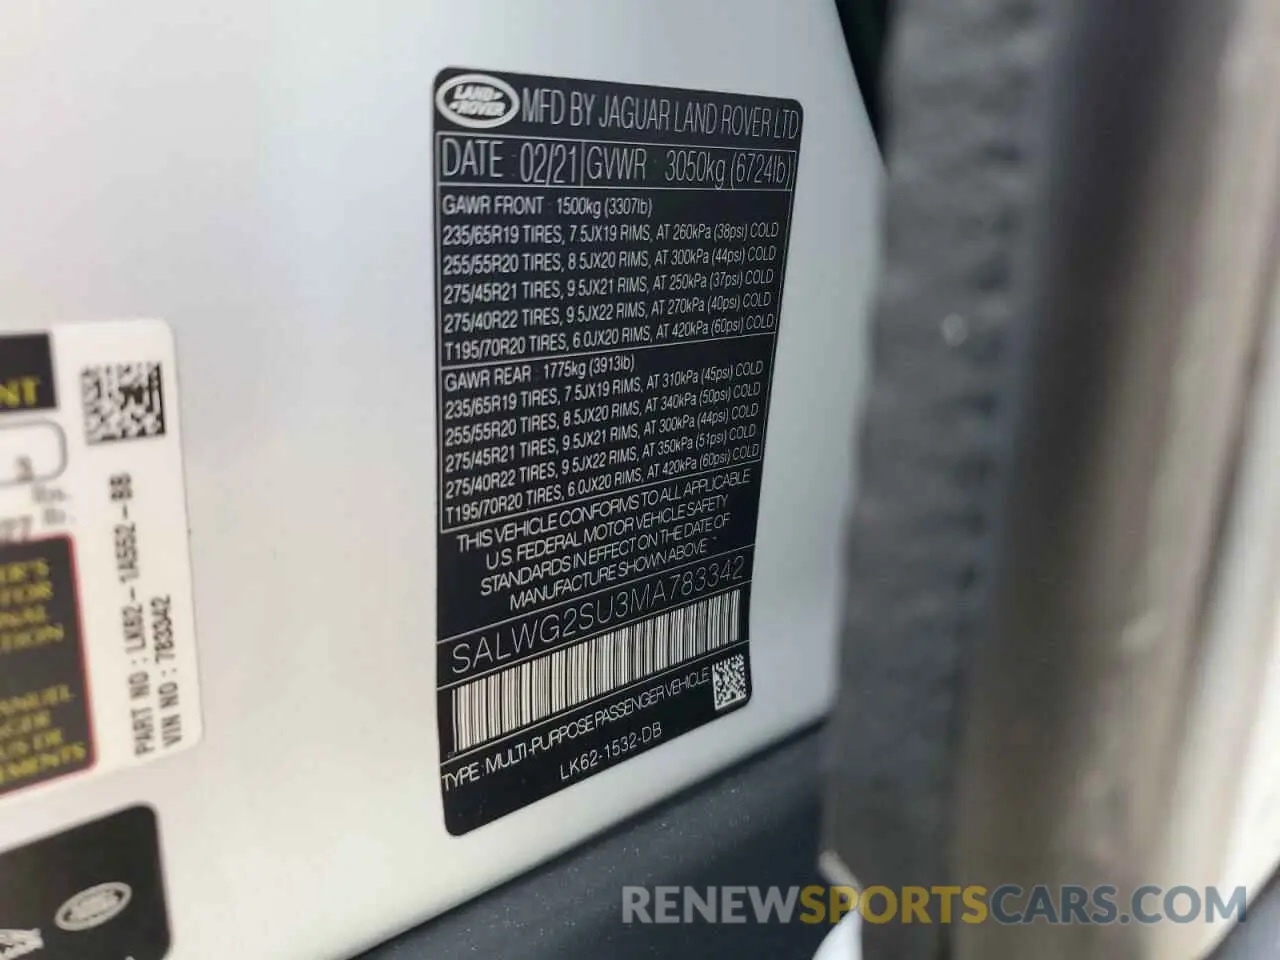 LAND ROVER
MFD BY JAGUAR LAND ROVER LTD
DATE : 02/21 GVWR : 3050kg (6724lb)
GAWR FRONT : 1500kg (3307lb)
235/65R19 TIRES, 7.5JX19 RIMS, AT 260kPa (38psi) COLD
255/55R20 TIRES, 8.5JX20 RIMS, AT 300kPa (44psi) COLD
275/45R21 TIRES, 9.5JX21 RIMS, AT 250kPa (37psi) COLD
275/40R22 TIRES, 9.5JX22 RIMS, AT 270kPa (40psi) COLD
T195/70R20 TIRES, 6.0JX20 RIMS, AT 420kPa (60psi) COLD
GAWR REAR : 1775kg (3913lb)
235/65R19 TIRES, 7.5JX19 RIMS, AT 310kPa (45psi) COLD
255/55R20 TIRES, 8.5JX20 RIMS, AT 340kPa (50psi) COLD
275/45R21 TIRES, 9.5JX21 RIMS, AT 300kPa (44psi) COLD
275/40R22 TIRES, 9.5JX22 RIMS, AT 350kPa (51psi) COLD
T195/70R20 TIRES, 6.0JX20 RIMS, AT 420kPa (60psi) COLD
THIS VEHICLE CONFORMS TO ALL APPLICABLE
U.S. FEDERAL MOTOR VEHICLE SAFETY
STANDARDS IN EFFECT ON THE DATE OF
MANUFACTURE SHOWN ABOVE
SALWG2SU3MA783342
TYPE : MULTI-PURPOSE PASSENGER VEHICLE
LK62-1532-DB
PART NO : LK62-1A552-BB
VIN NO : 783342
RENEWSPORTSCARS.COM